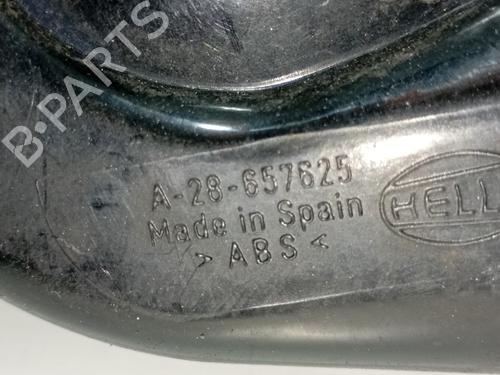 B-PARTS
A-28-657625
Made in Spain
>ABS<
HELL